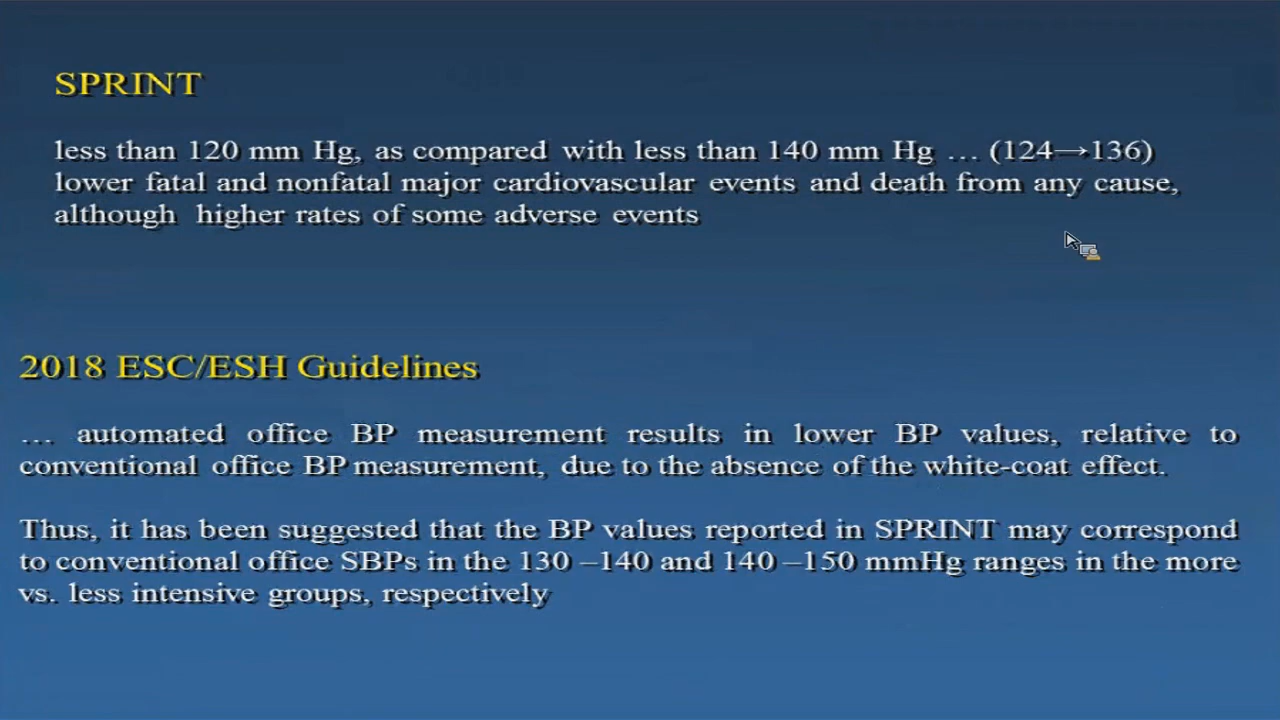 SPRINT
less than 120 mm Hg, as compared with less than 140 mm Hg … (124→136)
lower fatal and nonfatal major cardiovascular events and death from any cause,
although higher rates of some adverse events
2018 ESC/ESH Guidelines
… automated office BP measurement results in lower BP values, relative to
conventional office BP measurement, due to the absence of the white-coat effect.
Thus, it has been suggested that the BP values reported in SPRINT may correspond
to conventional office SBPs in the 130 –140 and 140 –150 mmHg ranges in the more
vs. less intensive groups, respectively